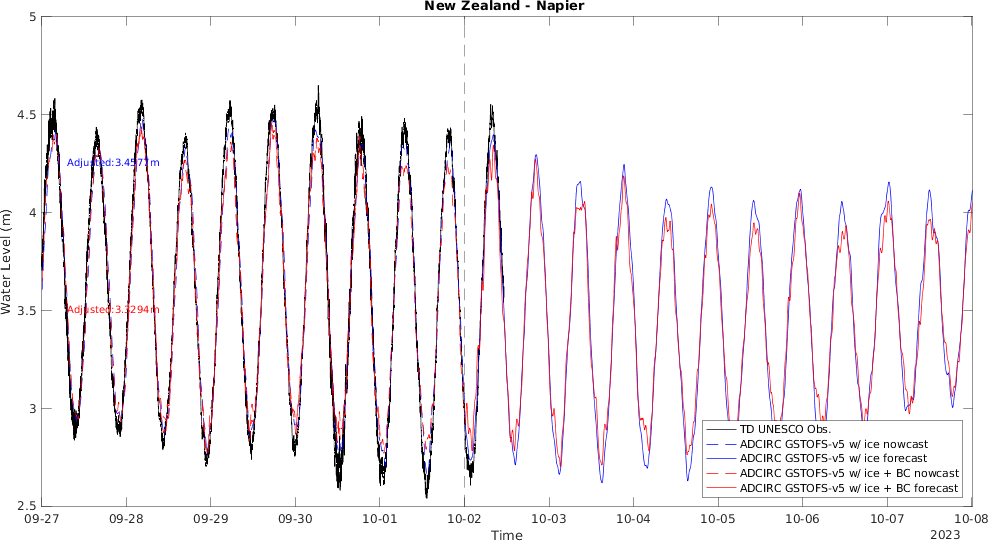 New Zealand - Napier
5
4.5
4
3.5
3
2.5
Water Level (m)
Adjusted:3.4577m
Adjusted:3.3294m
TD UNESCO Obs.
ADCIRC GSTOFS-v5 w/ ice nowcast
ADCIRC GSTOFS-v5 w/ ice forecast
ADCIRC GSTOFS-v5 w/ ice + BC nowcast
ADCIRC GSTOFS-v5 w/ ice + BC forecast
09-27 09-28 09-29 09-30 10-01 10-02 10-03 10-04 10-05 10-06 10-07 10-08
Time
2023